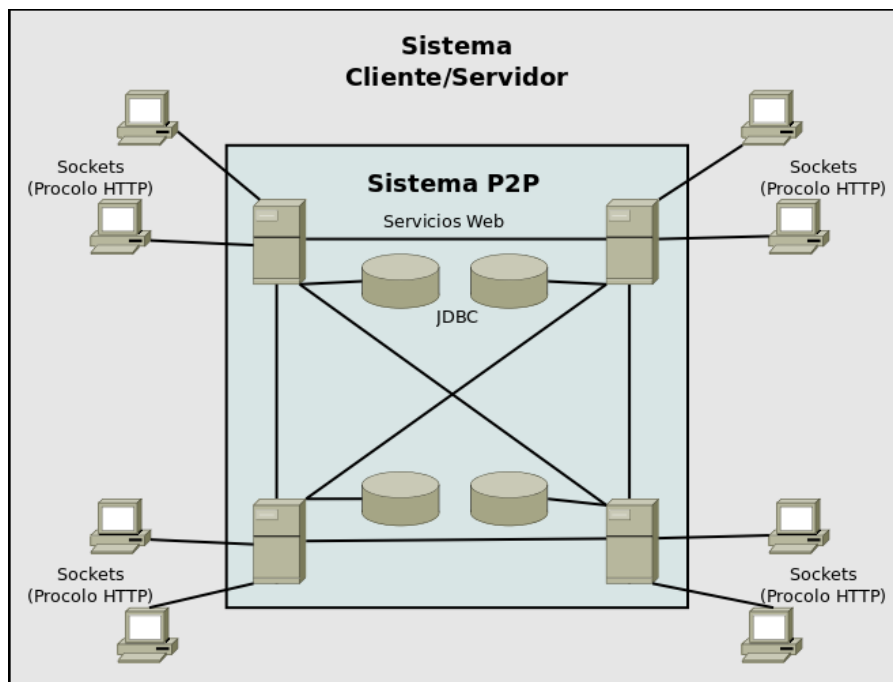 Sistema
Cliente/Servidor
Sockets
(Procolo HTTP)
Sockets
(Procolo HTTP)
Sistema P2P
Servicios Web
JDBC
Sockets
(Procolo HTTP)
Sockets
(Procolo HTTP)